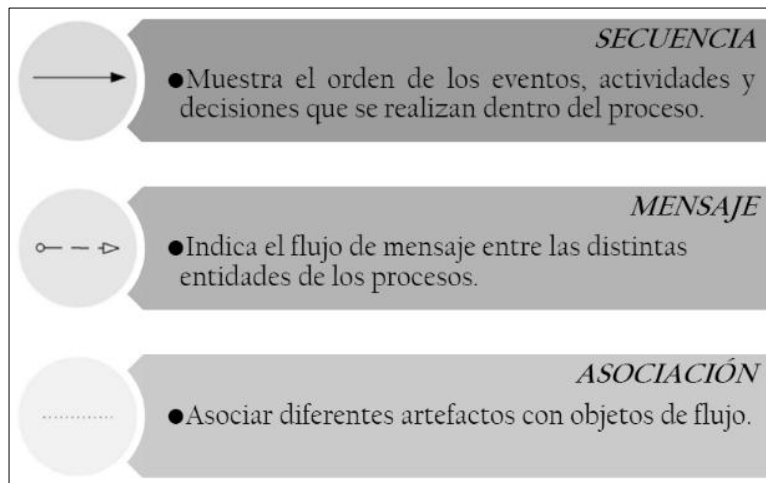 SECUENCIA
●Muestra el orden de los eventos, actividades y
decisiones que se realizan dentro del proceso.
MENSAJE
●Indica el flujo de mensaje entre las distintas
entidades de los procesos.
ASOCIACIÓN
●Asociar diferentes artefactos con objetos de flujo.